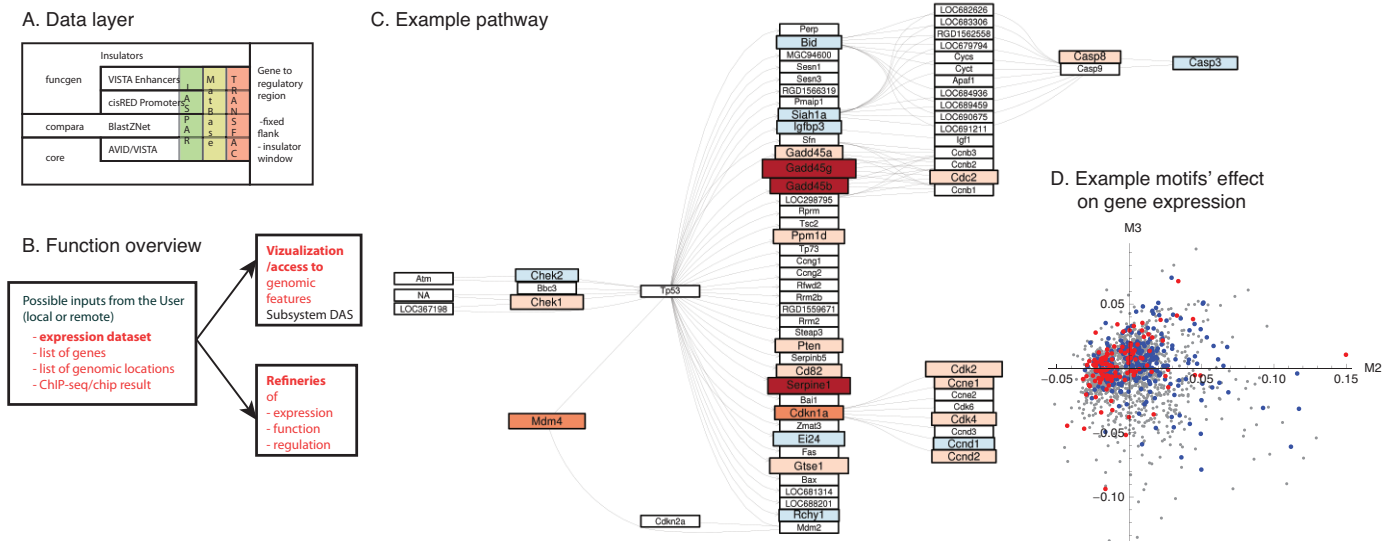 A. Data layer
Insulators
funcgen
VISTA Enhancers
cisRED Promoters
compara
BlastZNet
core
AVID/VISTA
JASPAR
MatBase
TRANSFAC
Gene to
regulatory
region
-fixed
flank
- insulator
window
B. Function overview
Possible inputs from the User
(local or remote)
- expression dataset
- list of genes
- list of genomic locations
- ChIP-seq/chip result
Vizualization
/access to
genomic
features
Subsystem DAS
Refineries
of
- expression
- function
- regulation
C. Example pathway
Atm
NA
LOC367198
Chek2
Bbc3
Chek1
Mdm4
Tp53
Cdkn2a
Perp
Bid
MGC94600
Sesn1
Sesn3
RGD1566319
Pmaip1
Siah1a
Igfbp3
Sfn
Gadd45a
Gadd45g
Gadd45b
LOC298795
Rprm
Tsc2
Ppm1d
Tp73
Ccng1
Ccng2
Rfwd2
Rrm2b
RGD1559671
Rrm2
Steap3
Pten
Serpinb5
Cd82
Serpine1
Bai1
Cdkn1a
Zmat3
Ei24
Fas
Gtse1
Bax
LOC681314
LOC688201
Rchy1
Mdm2
LOC682626
LOC683306
RGD1562558
LOC679794
Cycs
Cyct
Apaf1
LOC684936
LOC689459
LOC690675
LOC691211
Igf1
Ccnb3
Ccnb2
Cdc2
Ccnb1
Cdk2
Ccne1
Ccne2
Cdk6
Cdk4
Ccnd3
Ccnd1
Ccnd2
Casp8
Casp9
Casp3
D. Example motifs' effect
on gene expression
M3
0.05
M2
-0.05
0.05
0.10
0.15
-0.05
-0.10